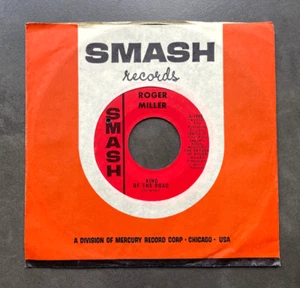 SMASH
records
ROGER
MILLER
SMASH
KING
OF THE ROAD
A DIVISION OF MERCURY RECORD CORP • CHICAGO • USA